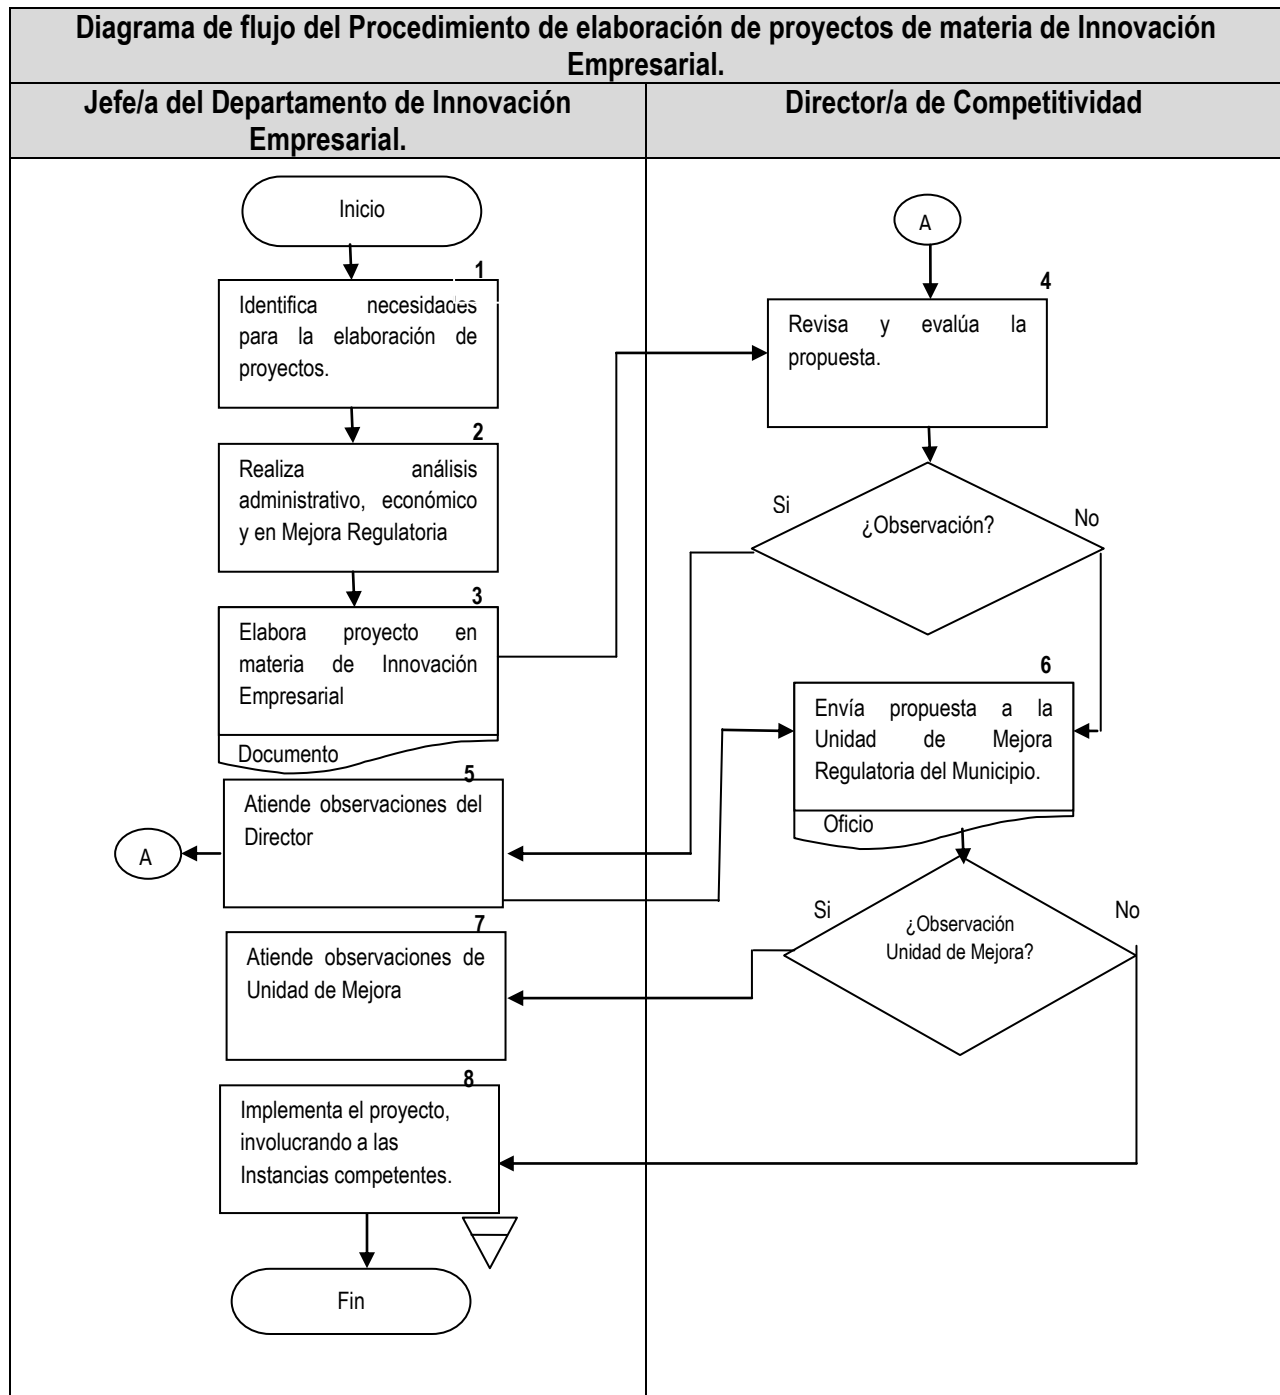 Diagrama de flujo del Procedimiento de elaboración de proyectos de materia de Innovación
Empresarial.
Jefe/a del Departamento de Innovación
Empresarial.
Director/a de Competitividad
Inicio
1
Identifica necesidades
para la elaboración de
proyectos.
2
Realiza análisis
administrativo, económico
y en Mejora Regulatoria
3
Elabora proyecto en
materia de Innovación
Empresarial
Documento
5
Atiende observaciones del
Director
A
7
Atiende observaciones de
Unidad de Mejora
8
Implementa el proyecto,
involucrando a las
Instancias competentes.
Fin
A
4
Revisa y evalúa la
propuesta.
Si
¿Observación?
No
6
Envía propuesta a la
Unidad de Mejora
Regulatoria del Municipio.
Oficio
Si
¿Observación
Unidad de Mejora?
No